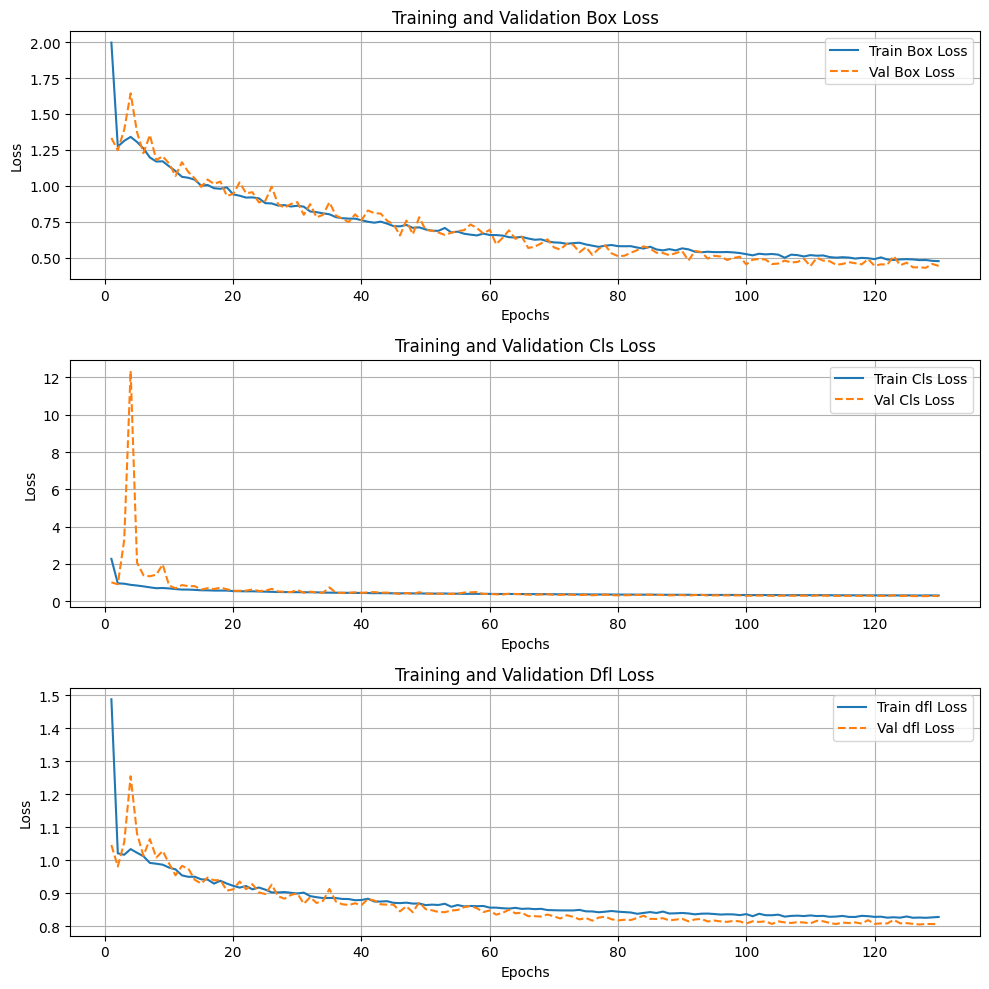 Training and Validation Box Loss
Loss
2.00
1.75
1.50
1.25
1.00
0.75
0.50
Train Box Loss
Val Box Loss
0 20 40 60 80 100 120
Epochs
Training and Validation Cls Loss
Loss
12
10
8
6
4
2
0
Train Cls Loss
Val Cls Loss
0 20 40 60 80 100 120
Epochs
Training and Validation Dfl Loss
Loss
1.5
1.4
1.3
1.2
1.1
1.0
0.9
0.8
Train dfl Loss
Val dfl Loss
0 20 40 60 80 100 120
Epochs